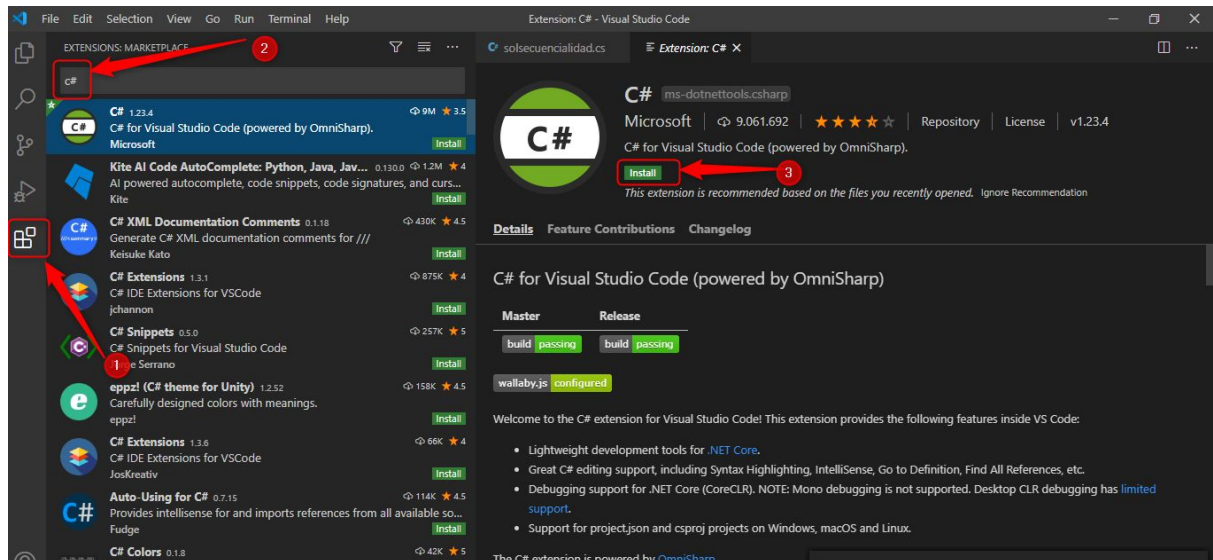 File Edit Selection View Go Run Terminal Help
Extension: C# - Visual Studio Code
EXTENSIONS: MARKETPLACE
2
c#
C# 1.23.4 9M 3.5
C# for Visual Studio Code (powered by OmniSharp).
Microsoft Install
Kite AI Code AutoComplete: Python, Java, Jav... 0.130.0 1.2M 4
AI powered autocomplete, code snippets, code signatures, and curs...
Kite Install
C# XML Documentation Comments 0.1.18 430K 4.5
Generate C# XML documentation comments for ///
Keisuke Kato Install
C# Extensions 1.3.1 875K 4
C# IDE Extensions for VSCode
jchannon Install
C# Snippets 0.5.0 257K 5
C# Snippets for Visual Studio Code
Serrano Install
1
eppz! (C# theme for Unity) 1.2.52 158K 4.5
Carefully designed colors with meanings.
eppz! Install
C# Extensions 1.3.6 66K 4
C# IDE Extensions for VSCode
JosKreativ Install
Auto-Using for C# 0.7.15 114K 4.5
Provides intellisense for and imports references from all available so...
Fudge Install
C# Colors 0.1.8 42K 5
solsecuencialidad.cs
Extension: C#
C#
C# ms-dotnettools.csharp
Microsoft 9.061.692 Repository License v1.23.4
C# for Visual Studio Code (powered by OmniSharp).
Install
3
This extension is recommended based on the files you recently opened. Ignore Recommendation
Details Feature Contributions Changelog
C# for Visual Studio Code (powered by OmniSharp)
Master Release
build passing build passing
wallaby.js configured
Welcome to the C# extension for Visual Studio Code! This extension provides the following features inside VS Code:
• Lightweight development tools for .NET Core.
• Great C# editing support, including Syntax Highlighting, IntelliSense, Go to Definition, Find All References, etc.
• Debugging support for .NET Core (CoreCLR). NOTE: Mono debugging is not supported. Desktop CLR debugging has limited
support.
• Support for project.json and csproj projects on Windows, macOS and Linux.
The C# extension is powered by OmniSharp